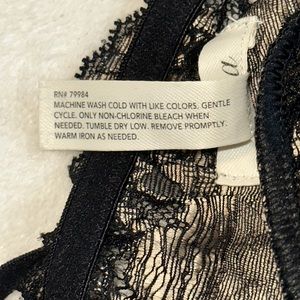 RN# 79984
MACHINE WASH COLD WITH LIKE COLORS. GENTLE
CYCLE. ONLY NON-CHLORINE BLEACH WHEN
NEEDED. TUMBLE DRY LOW. REMOVE PROMPTLY.
WARM IRON AS NEEDED.